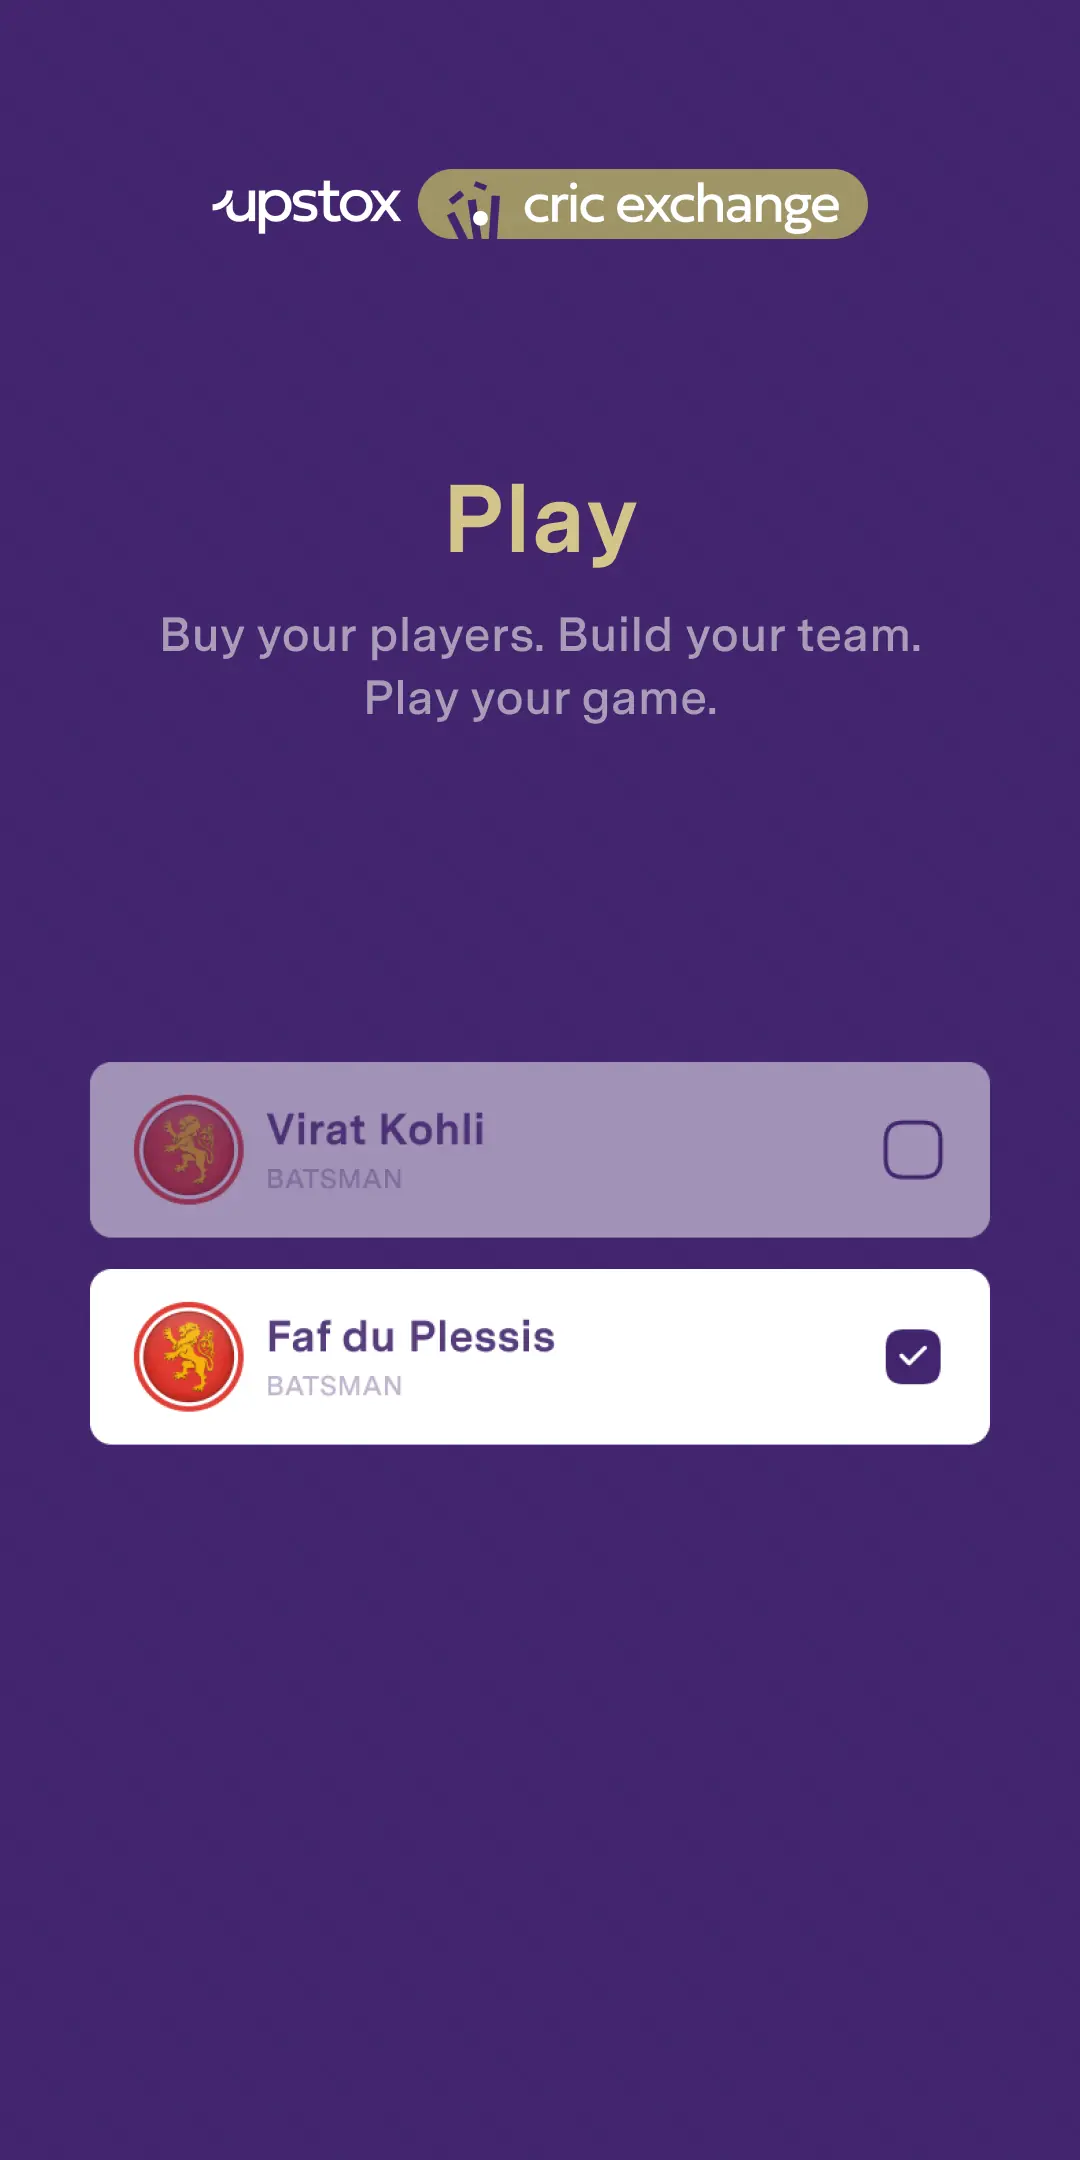 upstox cric exchange
Play
Buy your players. Build your team.
Play your game.
Virat Kohli
BATSMAN
Faf du Plessis
BATSMAN